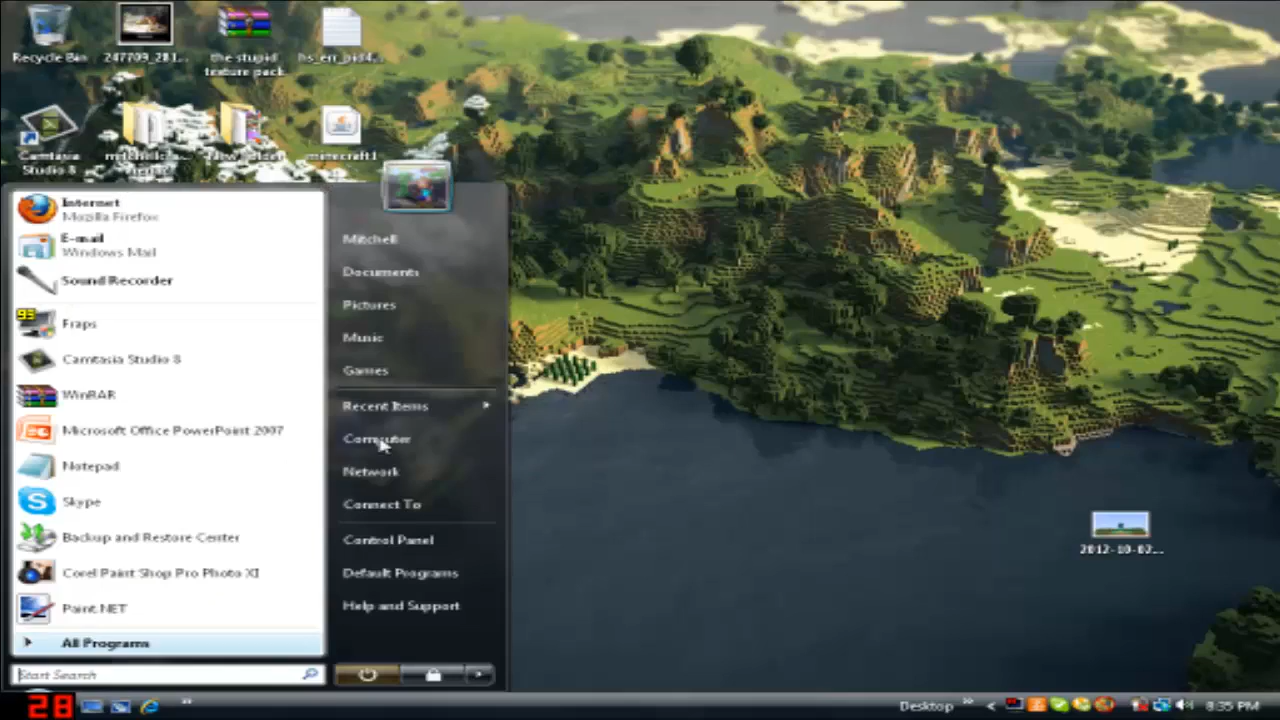 Recycle Bin
247709_281...
the stupid
texture pack
hs_en_pid4...
Camtasia
Studio 8
minecraft1
Internet
Mozilla Firefox
E-mail
Windows Mail
Sound Recorder
93
Fraps
Camtasia Studio 8
WinRAR
Microsoft Office PowerPoint 2007
Notepad
Skype
Backup and Restore Center
Corel Paint Shop Pro Photo XI
Paint.NET
All Programs
Start Search
Mitchell
Documents
Pictures
Music
Games
Recent Items
Computer
Network
Connect To
Control Panel
Default Programs
Help and Support
2012-10-02...
28
Desktop
8:35 PM